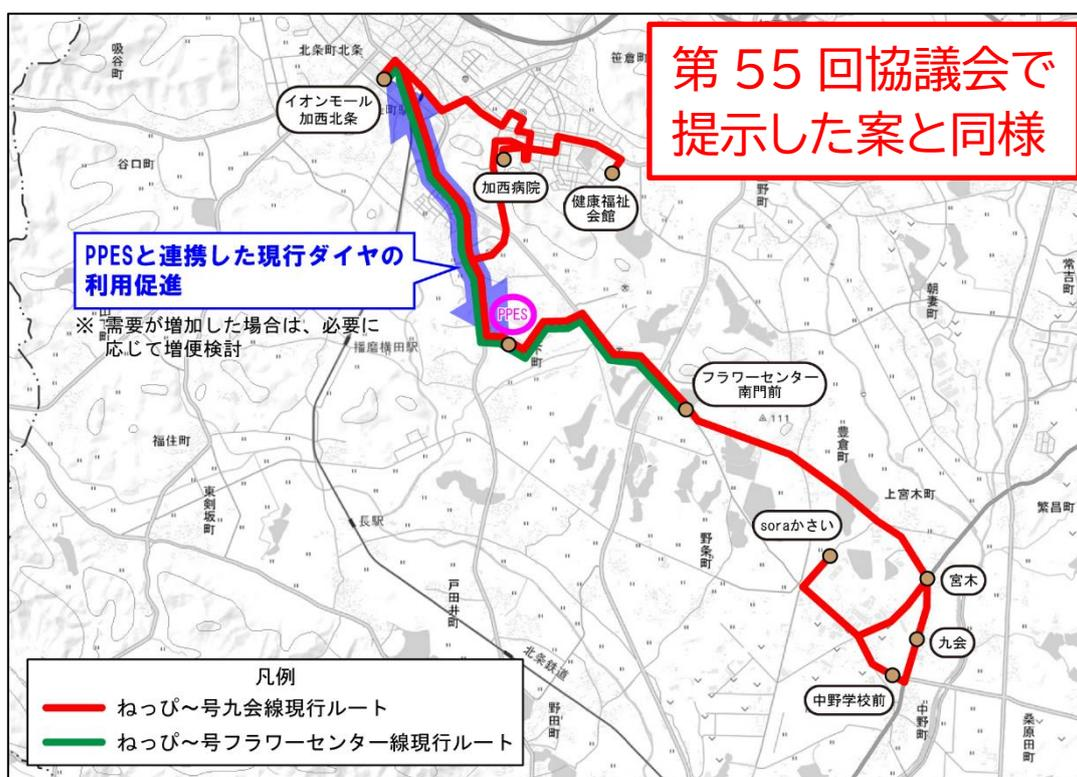 第 55 回協議会で
提示した案と同様
吸谷町
北条町北条
笹倉町
イオンモール
加西北条
谷口町
加西病院
健康福祉
会館
PPESと連携した現行ダイヤの
利用促進
※ 需要が増加した場合は、必要に
応じて増便検討
PPES
播磨横田駅
常吉町
朝妻町
フラワーセンター
南門前
111
福住町
豊倉町
東剣坂町
上宮木町
繁昌町
長駅
soraかさい
野条町
宮木
戸田井町
九会
北条鉄道
中野学校前
野田町
中野町
桑原田町
凡例
ねっぴ～号九会線現行ルート
ねっぴ～号フラワーセンター線現行ルート